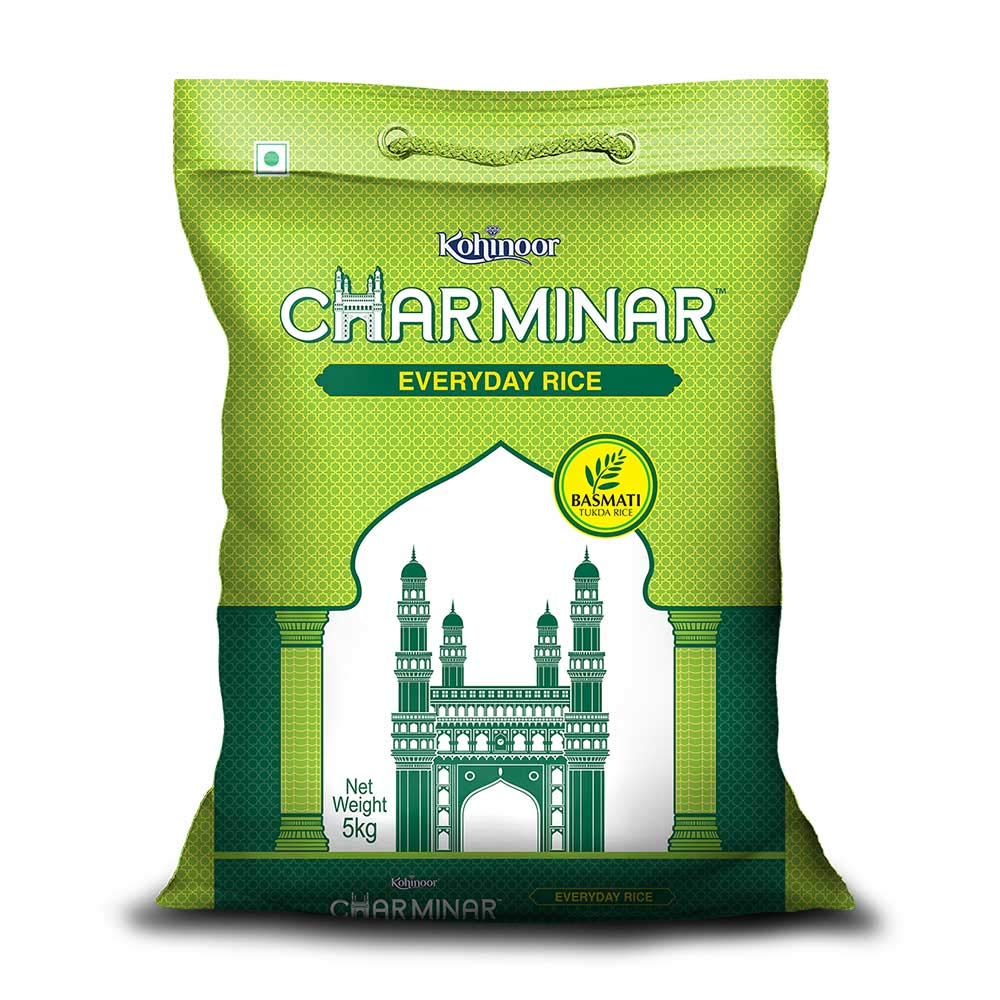 Kohinoor
CHARMINAR™
EVERYDAY RICE
BASMATI
TUKDA RICE
Net
Weight
5kg
Kohinoor
CHARMINAR™
EVERYDAY RICE